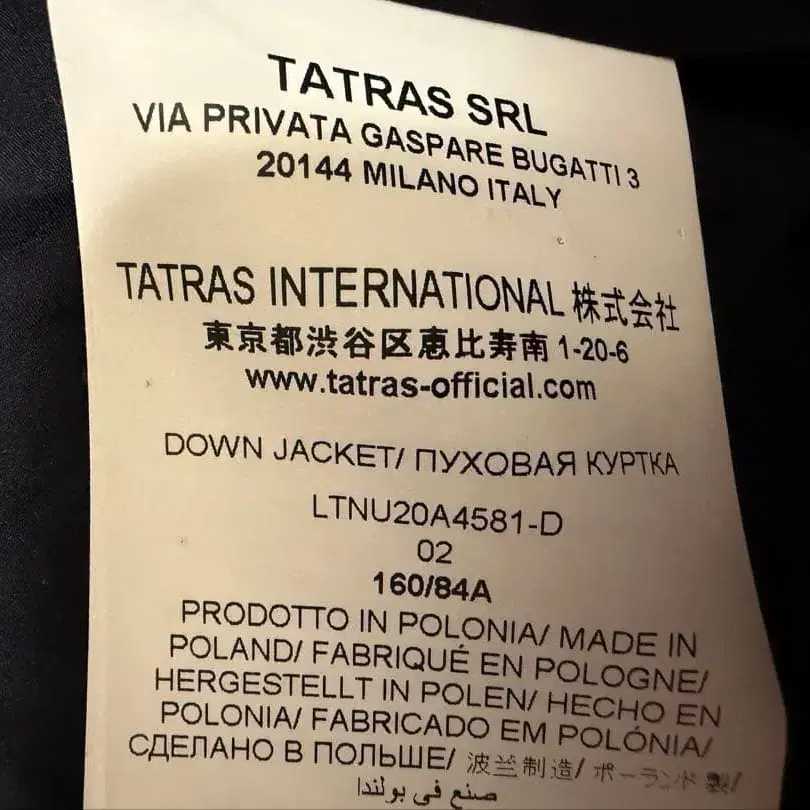 TATRAS SRL
VIA PRIVATA GASPARE BUGATTI 3
20144 MILANO ITALY
TATRAS INTERNATIONAL 株式会社
東京都渋谷区恵比寿南 1-20-6
www.tatras-official.com
DOWN JACKET/ ПУХОВАЯ КУРТКА
LTNU20A4581-D
02
160/84A
PRODOTTO IN POLONIA/ MADE IN
POLAND/ FABRIQUÉ EN POLOGNE/
HERGESTELLT IN POLEN/ HECHO EN
POLONIA/ FABRICADO EM POLÓNIA/
СДЕЛАНО В ПОЛЬШЕ/ 波兰制造/ ポーランド 製/
صنع في بولندا